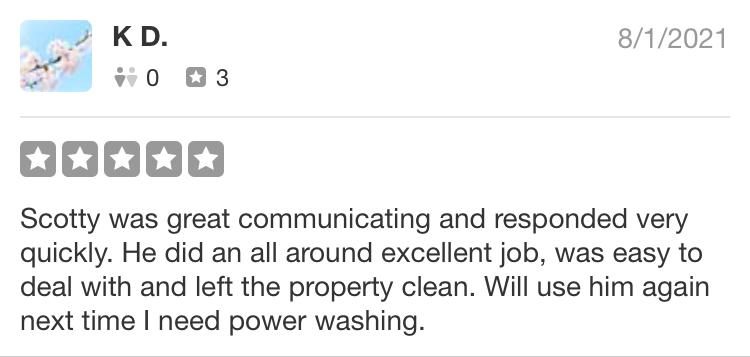 K D.
8/1/2021
0 3
Scotty was great communicating and responded very
quickly. He did an all around excellent job, was easy to
deal with and left the property clean. Will use him again
next time I need power washing.